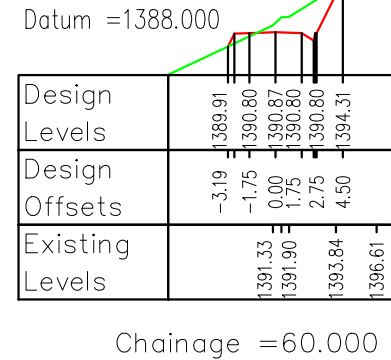 Datum =1388.000
Design Levels 1389.91 1390.80 1390.87 1390.80 1390.80 1394.31
Design Offsets -3.19 -1.75 0.00 1.75 2.75 4.50
Existing Levels 1391.33 1391.90 1393.84 1396.61
Chainage =60.000